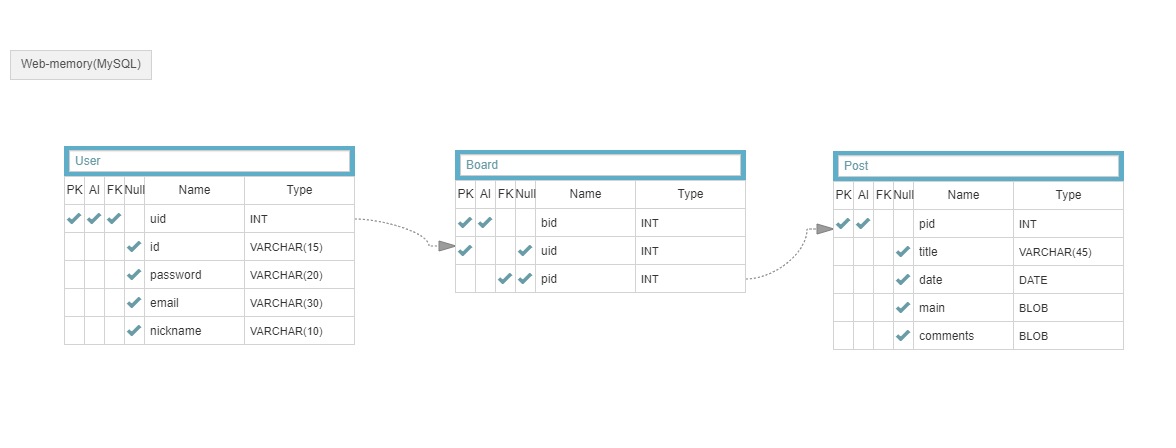 Web-memory(MySQL)
User
PK AI FK Null Name Type
uid INT
id VARCHAR(15)
password VARCHAR(20)
email VARCHAR(30)
nickname VARCHAR(10)
Board
PK AI FK Null Name Type
bid INT
uid INT
pid INT
Post
PK AI FK Null Name Type
pid INT
title VARCHAR(45)
date DATE
main BLOB
comments BLOB